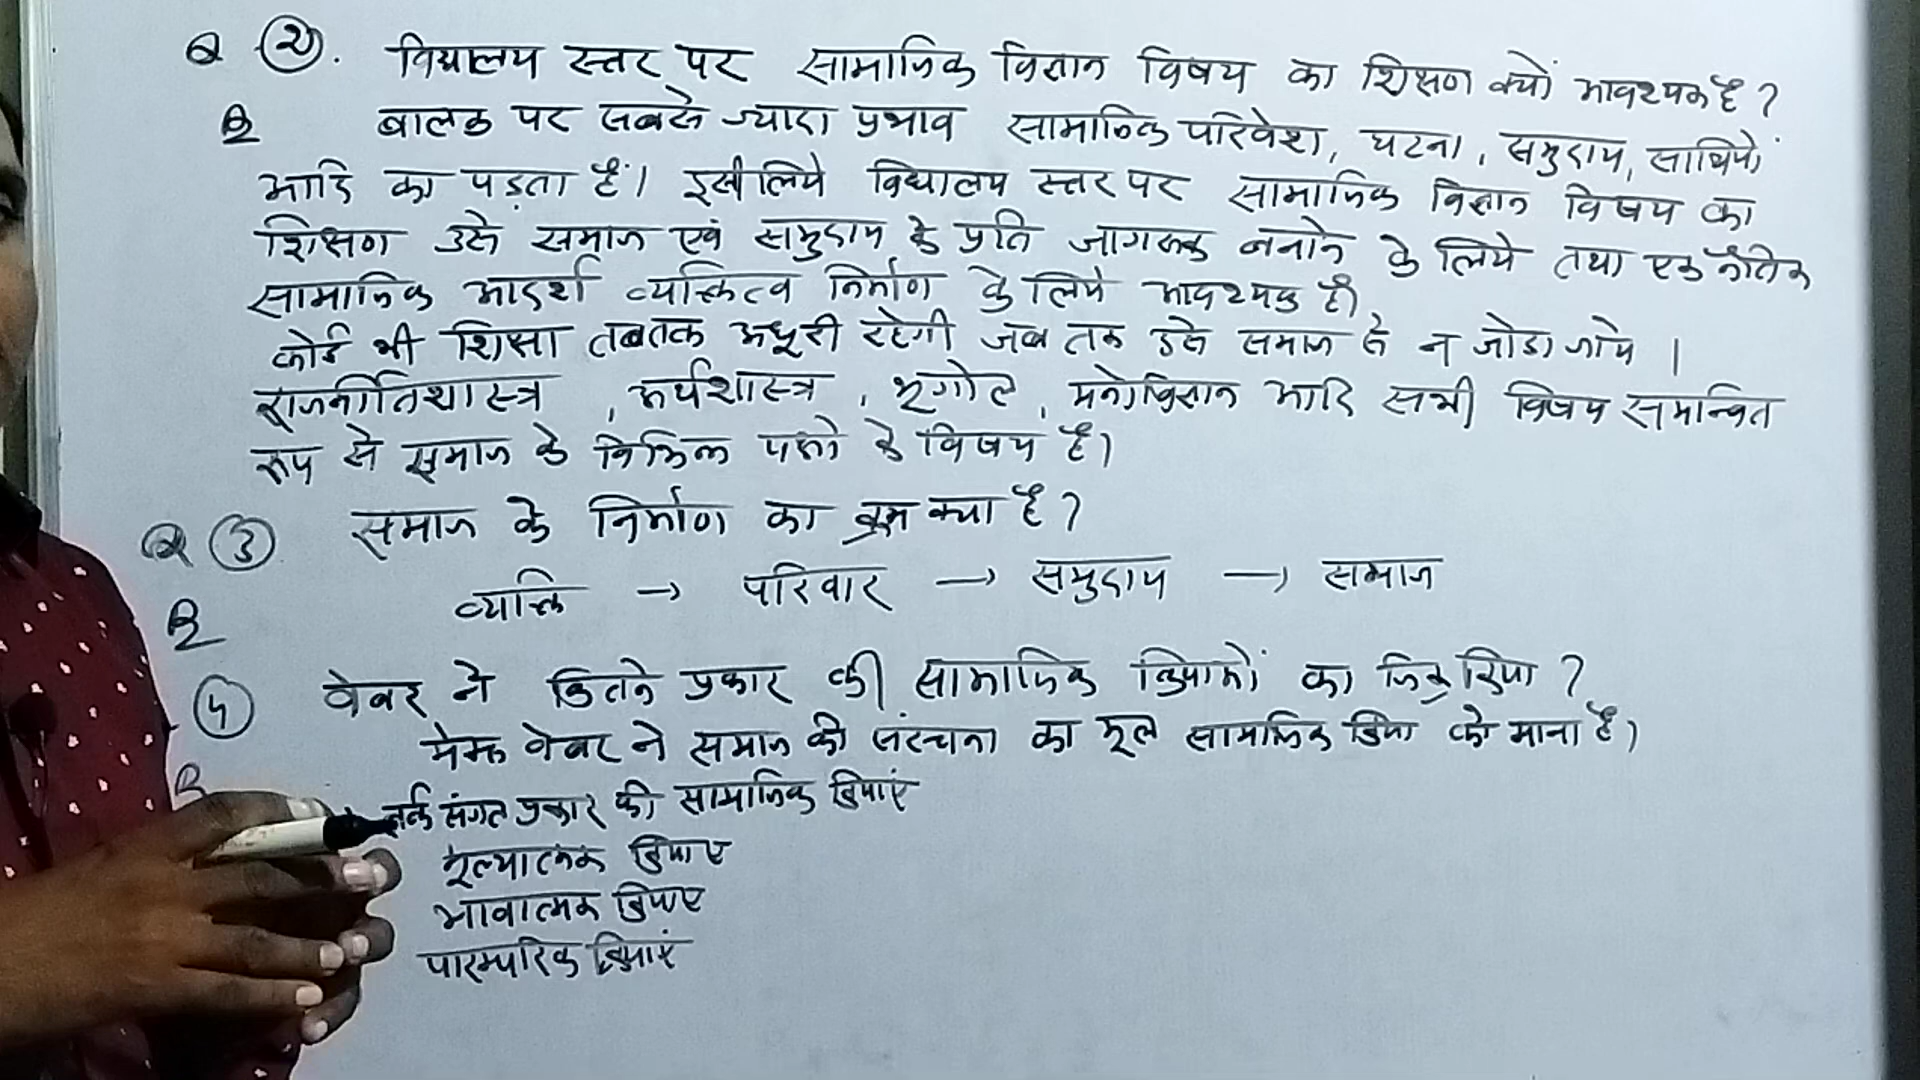 Q (2). विद्यालय स्तर पर सामाजिक विज्ञान विषय का शिक्षण क्यों आवश्यक है?
बालक पर सबसे ज्यादा प्रभाव सामाजिक परिवेश, घटना, समुदाय, साथियों
आदि का पड़ता है। इसीलिये विद्यालय स्तर पर सामाजिक विज्ञान विषय का
शिक्षण उसे समाज एवं समुदाय के प्रति जागरूक बनाने के लिये तथा एक नैतिक
सामाजिक आदर्श व्यक्तित्व निर्माण के लिये आवश्यक है।
कोई भी शिक्षा तबतक अधूरी रहेगी जब तक उसे समाज से न जोडा जाये।
राजनीतिशास्त्र, अर्थशास्त्र, भूगोल, मनोविज्ञान आदि सभी विषय समन्वित
रूप से समाज के विभिन्न पक्षो के विषय है।
Q (3) समाज के निर्माण का क्रम क्या है?
व्यक्ति → परिवार → समुदाय → समाज
(4) वेबर ने कितने प्रकार की सामाजिक क्रियाओं का जिक्र किया?
मेक्स वेबर ने समाज की संरचना का मूल सामाजिक क्रिया को माना है।
तर्क संगत प्रकार की सामाजिक क्रियाएं
मूल्यात्मक क्रियाए
भावात्मक क्रियाए
पारम्परिक क्रियाएं